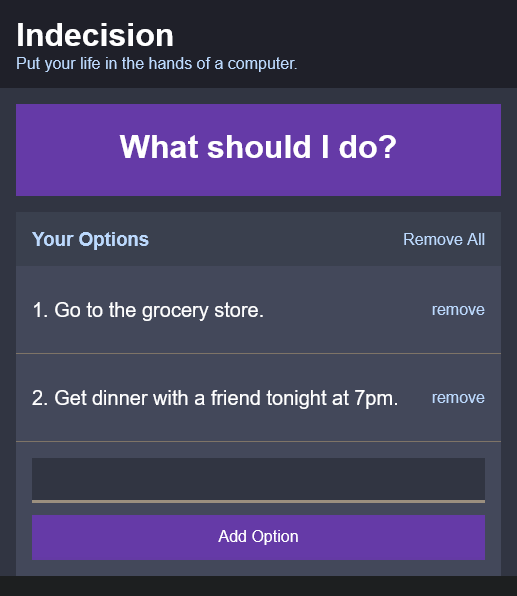 Indecision
Put your life in the hands of a computer.
What should I do?
Your Options Remove All
1. Go to the grocery store. remove
2. Get dinner with a friend tonight at 7pm. remove
Add Option